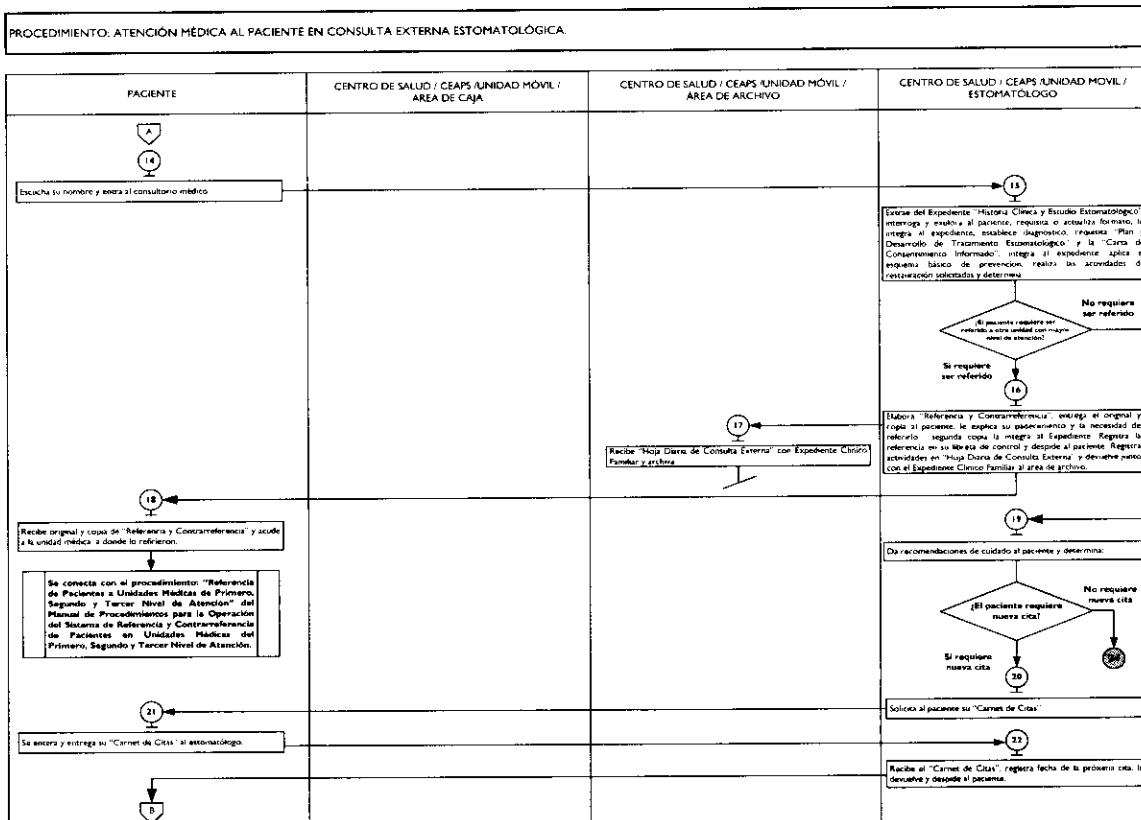 PROCEDIMIENTO: ATENCIÓN MÉDICA AL PACIENTE EN CONSULTA EXTERNA ESTOMATOLÓGICA.
PACIENTE
CENTRO DE SALUD / CEAPS /UNIDAD MÓVIL /
ÁREA DE CAJA
CENTRO DE SALUD / CEAPS /UNIDAD MÓVIL /
ÁREA DE ARCHIVO
CENTRO DE SALUD / CEAPS /UNIDAD MOVIL /
ESTOMATÓLOGO
A
14
Escucha su nombre y entra al consultorio médico
15
Extrae del Expediente "Historia Clínica y Estudio Estomatológico"
interroga y explora al paciente, requisita o actualiza formato, l
integra al expediente, establece diagnostico, requisita "Plan
Desarrollo de Tratamiento Estomatológico" y la "Carta d
Consentimiento Informado", integra al expediente aplica e
esquema básico de prevención, realiza las actividades d
restauración solicitadas y determina
¿El paciente requiere ser
referido a otra unidad con mayor
nivel de atención?
No requiere
ser referido
Si requiere
ser referido
16
Elabora "Referencia y Contrarreferencia", entrega el original y
copia al paciente, le explica su padecimiento y la necesidad de
referirlo segunda copia la integra al Expediente Registra la
referencia en su libreta de control y despide al paciente. Registra
actividades en "Hoja Diaria de Consulta Externa" y devuelve junto
con el Expediente Clínico Familiar al area de archivo.
17
Recibe "Hoja Diaria de Consulta Externa" con Expediente Clínico
Familiar y archiva
18
Recibe original y copia de "Referencia y Contrarreferencia" y acude
a la unidad médica a donde lo refirieron.
Se conecta con el procedimiento: "Referencia
de Pacientes a Unidades Médicas de Primero,
Segundo y Tercer Nivel de Atención" del
Manual de Procedimientos para la Operación
del Sistema de Referencia y Contrarreferencia
de Pacientes en Unidades Médicas del
Primero, Segundo y Tercer Nivel de Atención.
19
Da recomendaciones de cuidado al paciente y determina:
¿El paciente requiere
nueva cita?
No requiere
nueva cita
Si requiere
nueva cita
20
Solicita al paciente su "Carnet de Citas"
21
Se entera y entrega su "Carnet de Citas" al estomatólogo.
22
Recibe el "Carnet de Citas", registra fecha de la próxima cita, l
devuelve y despide al paciente.
B